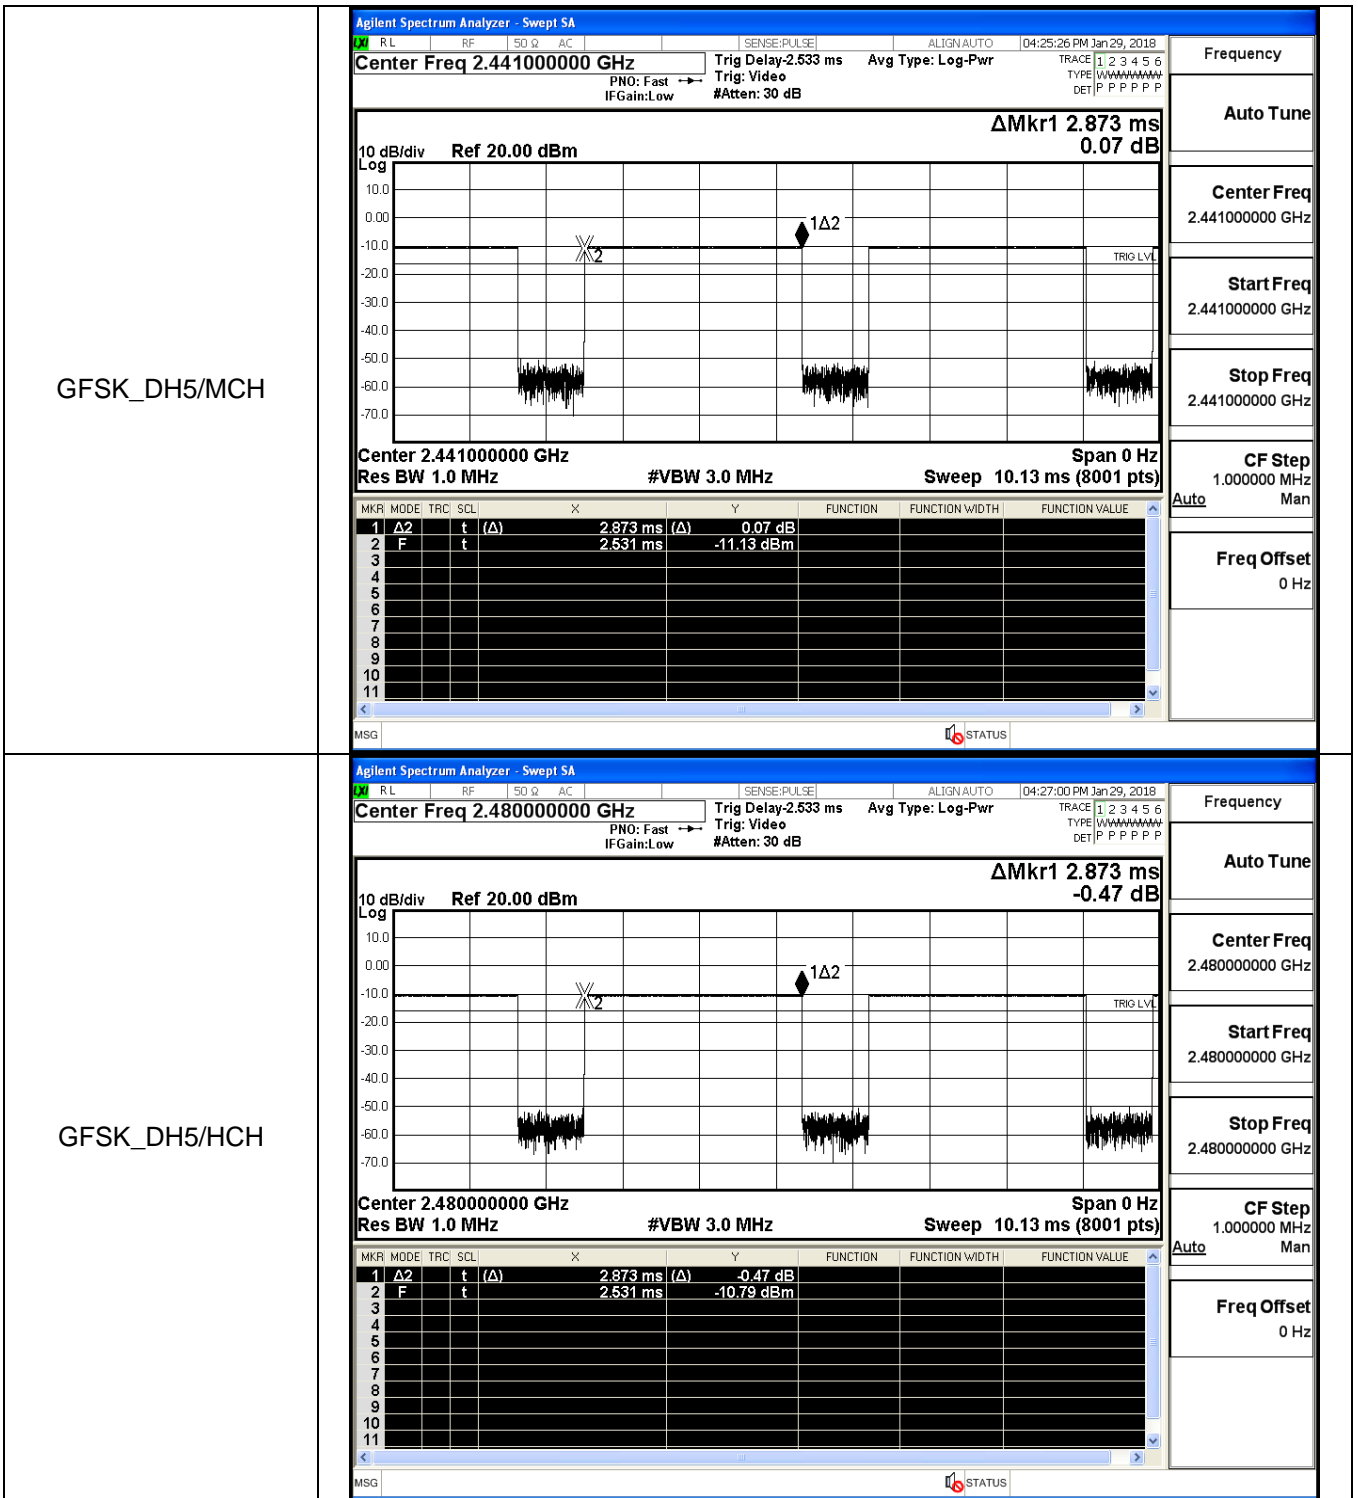 GFSK_DH5/MCH
Agilent Spectrum Analyzer - Swept SA
LXI RL RF 50 Ω AC SENSE:PULSE ALIGN AUTO 04:25:26 PM Jan 29, 2018
Center Freq 2.441000000 GHz Trig Delay-2.533 ms Avg Type: Log-Pwr TRACE 1 2 3 4 5 6
PNO: Fast Trig: Video TYPE WWWWWW
IFGain:Low #Atten: 30 dB DET P P P P P P
ΔMkr1 2.873 ms
0.07 dB
10 dB/div Ref 20.00 dBm
Log
10.0
0.00
1Δ2
-10.0
2
TRIG LVL
-20.0
-30.0
-40.0
-50.0
-60.0
-70.0
Center 2.441000000 GHz Span 0 Hz
Res BW 1.0 MHz #VBW 3.0 MHz Sweep 10.13 ms (8001 pts)
MKR MODE TRC SCL X Y FUNCTION FUNCTION WIDTH FUNCTION VALUE
1 Δ2 t (Δ) 2.873 ms (Δ) 0.07 dB
2 F t 2.531 ms -11.13 dBm
3
4
5
6
7
8
9
10
11
MSG STATUS
Frequency
Auto Tune
Center Freq
2.441000000 GHz
Start Freq
2.441000000 GHz
Stop Freq
2.441000000 GHz
CF Step
1.000000 MHz
Auto Man
Freq Offset
0 Hz
GFSK_DH5/HCH
Agilent Spectrum Analyzer - Swept SA
LXI RL RF 50 Ω AC SENSE:PULSE ALIGN AUTO 04:27:00 PM Jan 29, 2018
Center Freq 2.480000000 GHz Trig Delay-2.533 ms Avg Type: Log-Pwr TRACE 1 2 3 4 5 6
PNO: Fast Trig: Video TYPE WWWWWW
IFGain:Low #Atten: 30 dB DET P P P P P P
ΔMkr1 2.873 ms
-0.47 dB
10 dB/div Ref 20.00 dBm
Log
10.0
0.00
1Δ2
-10.0
2
TRIG LVL
-20.0
-30.0
-40.0
-50.0
-60.0
-70.0
Center 2.480000000 GHz Span 0 Hz
Res BW 1.0 MHz #VBW 3.0 MHz Sweep 10.13 ms (8001 pts)
MKR MODE TRC SCL X Y FUNCTION FUNCTION WIDTH FUNCTION VALUE
1 Δ2 t (Δ) 2.873 ms (Δ) -0.47 dB
2 F t 2.531 ms -10.79 dBm
3
4
5
6
7
8
9
10
11
MSG STATUS
Frequency
Auto Tune
Center Freq
2.480000000 GHz
Start Freq
2.480000000 GHz
Stop Freq
2.480000000 GHz
CF Step
1.000000 MHz
Auto Man
Freq Offset
0 Hz